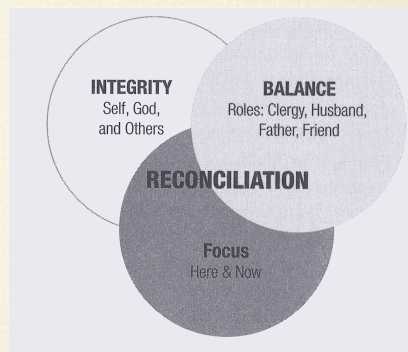 INTEGRITY
Self, God,
and Others
BALANCE
Roles: Clergy, Husband,
Father, Friend
RECONCILIATION
Focus
Here & Now